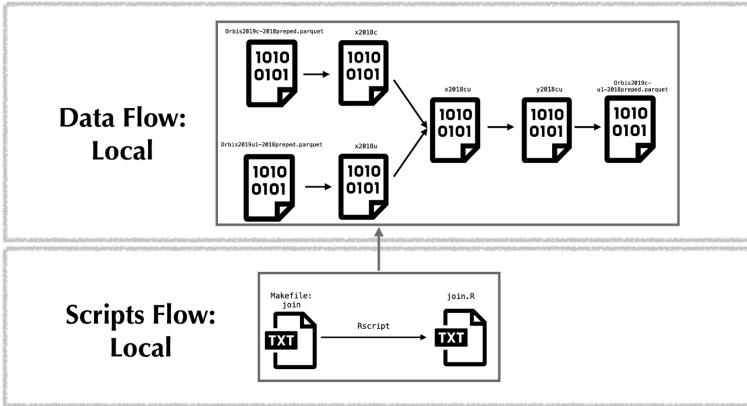 Data Flow:
Local
Orbis2019c-2018preped.parquet
1010
0101
x2018c
1010
0101
Orbis2019u1-2018preped.parquet
1010
0101
x2018u
1010
0101
x2018cu
1010
0101
y2018cu
1010
0101
Orbis2019c-
u1-2018preped.parquet
1010
0101
Scripts Flow:
Local
Makefile:
join
TXT
Rscript
join.R
TXT